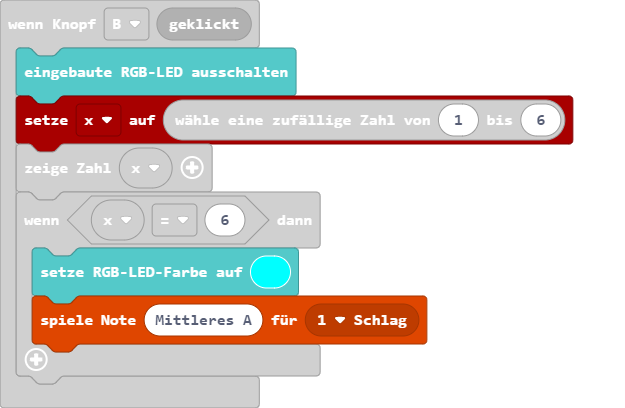 wenn Knopf B geklickt
eingebaute RGB-LED ausschalten
setze x auf wähle eine zufällige Zahl von 1 bis 6
zeige Zahl x
wenn x = 6 dann
setze RGB-LED-Farbe auf
spiele Note Mittleres A für 1 Schlag